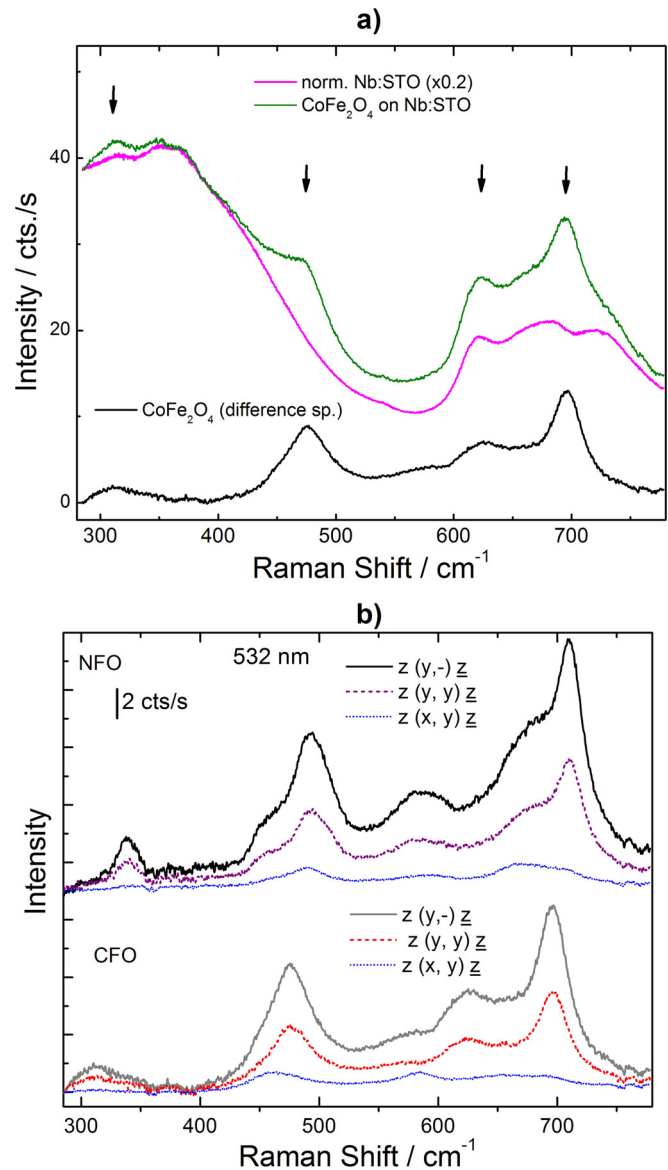 a)
norm. Nb:STO (x0.2)
CoFe2O4 on Nb:STO
40
20
0
Intensity / cts./s
CoFe2O4 (difference sp.)
300 400 500 600 700
Raman Shift / cm-1
b)
532 nm
NFO
2 cts/s
z (y,-) z
z (y, y) z
z (x, y) z
Intensity
CFO
z (y,-) z
z (y, y) z
z (x, y) z
300 400 500 600 700
Raman Shift / cm-1